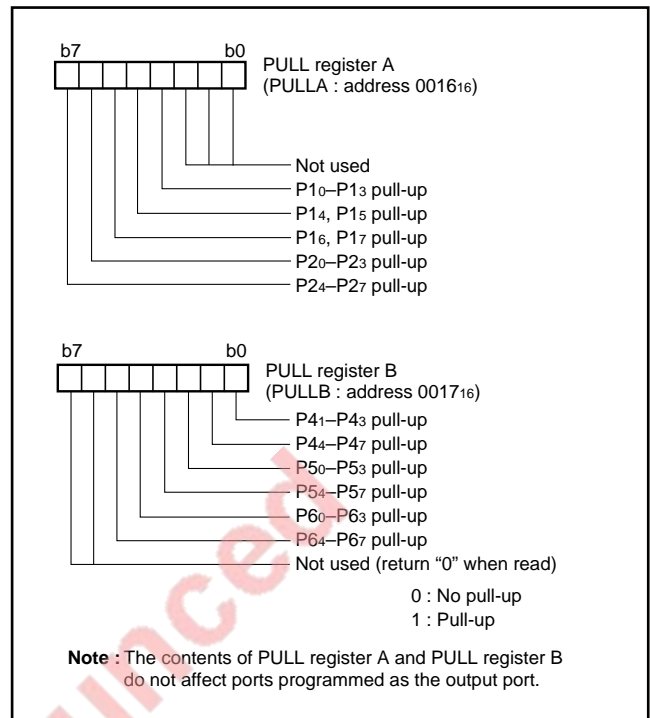 b7 b0
PULL register A
(PULLA : address 0016₁₆)
Not used
P1₀–P1₃ pull-up
P1₄, P1₅ pull-up
P1₆, P1₇ pull-up
P2₀–P2₃ pull-up
P2₄–P2₇ pull-up
b7 b0
PULL register B
(PULLB : address 0017₁₆)
P4₁–P4₃ pull-up
P4₄–P4₇ pull-up
P5₀–P5₃ pull-up
P5₄–P5₇ pull-up
P6₀–P6₃ pull-up
P6₄–P6₇ pull-up
Not used (return “0” when read)
0 : No pull-up
1 : Pull-up
Note : The contents of PULL register A and PULL register B
do not affect ports programmed as the output port.
unced